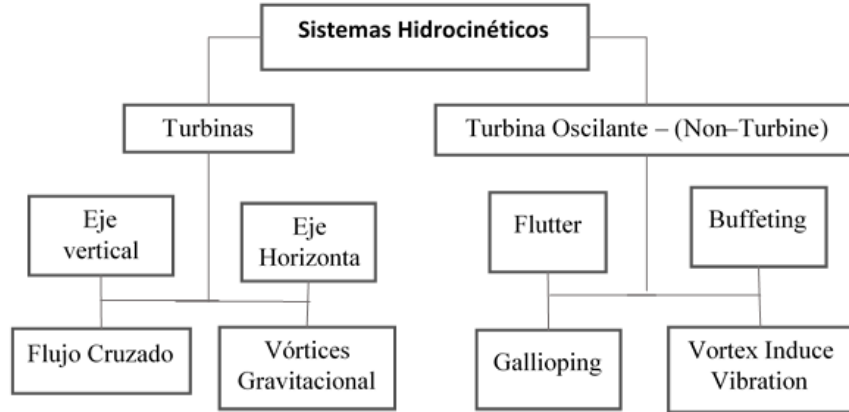 Sistemas Hidrocinéticos
Turbinas
Turbina Oscilante – (Non–Turbine)
Eje
vertical
Eje
Horizonta
Flutter
Buffeting
Flujo Cruzado
Vórtices
Gravitacional
Gallioping
Vortex Induce
Vibration